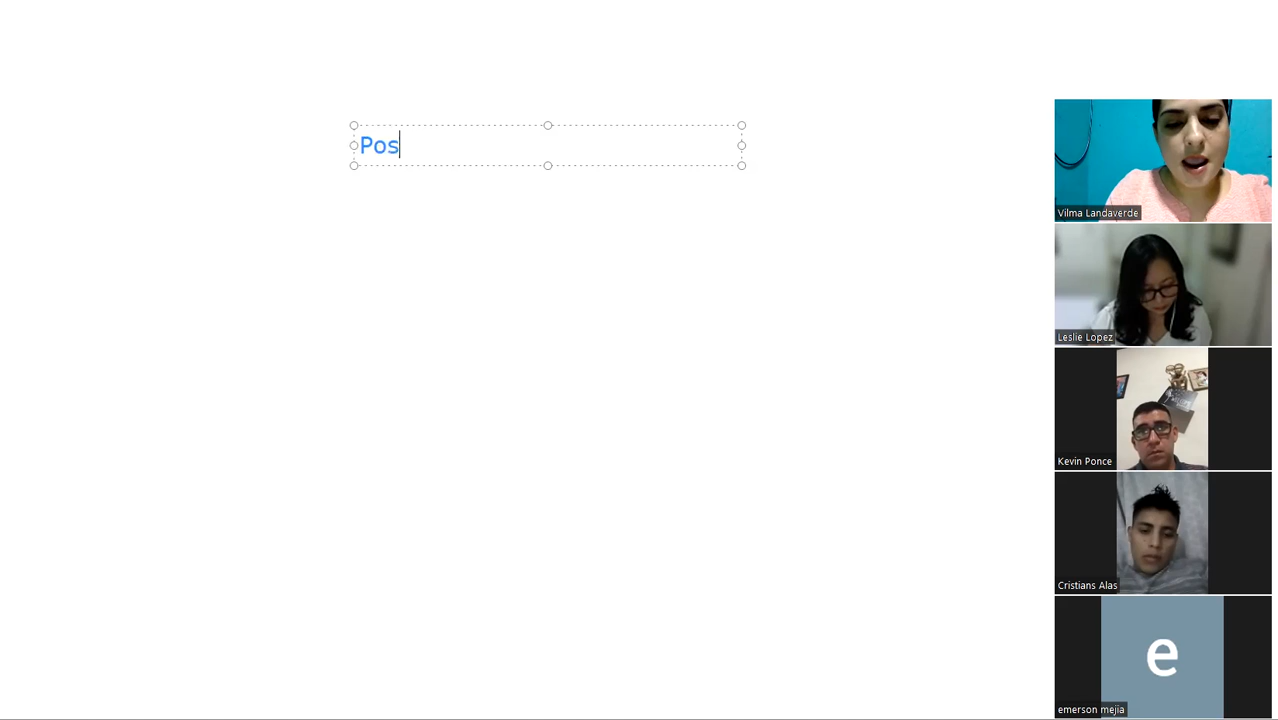 Pos
Vilma Landaverde
Leslie Lopez
Kevin Ponce
Cristians Alas
e
emerson mejia